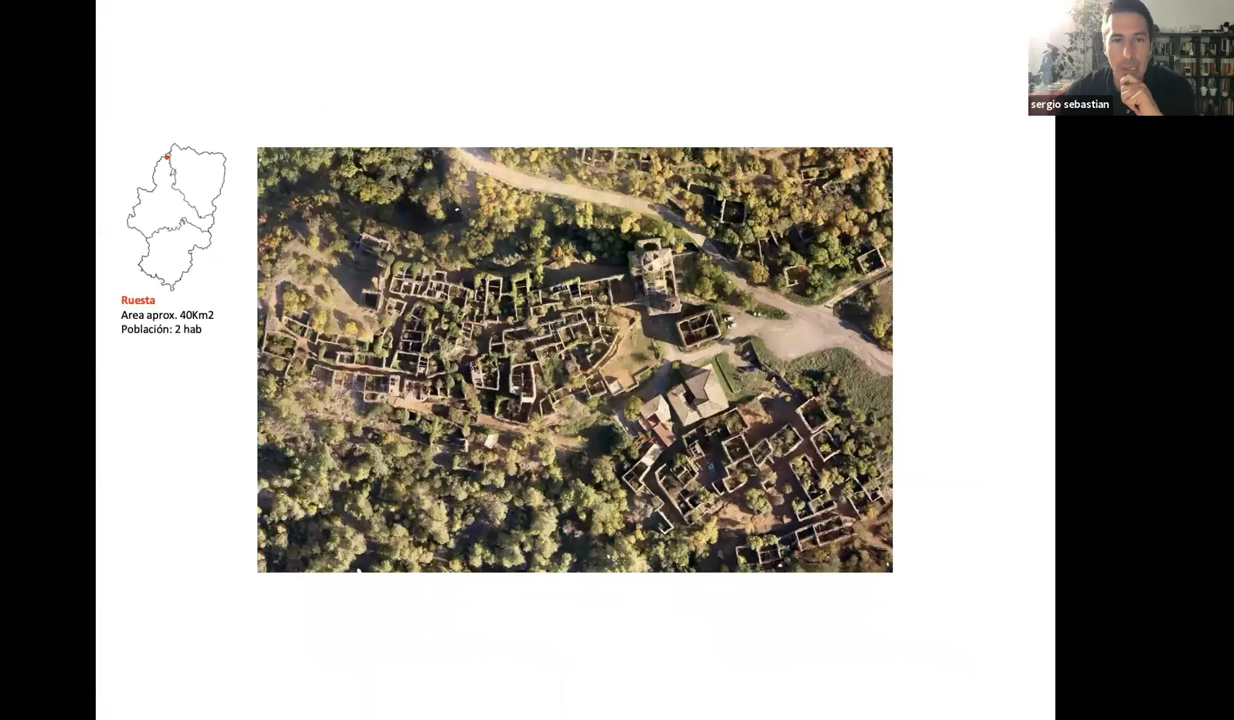 sergio sebastian
Ruesta
Area aprox. 40Km2
Población: 2 hab